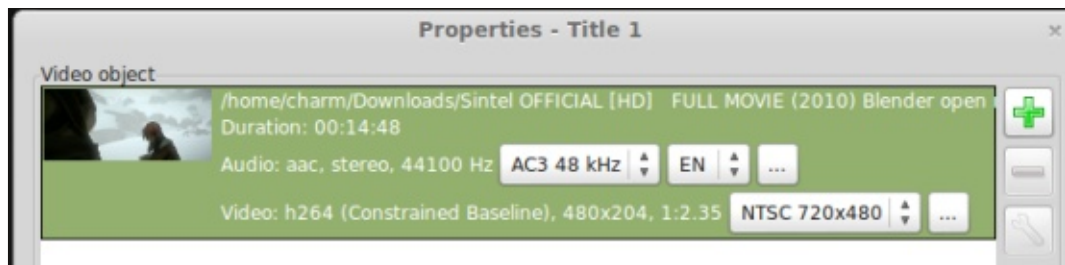 Properties - Title 1
Video object
/home/charm/Downloads/Sintel OFFICIAL [HD]   FULL MOVIE (2010) Blender open
Duration: 00:14:48
Audio: aac, stereo, 44100 Hz AC3 48 kHz EN ...
Video: h264 (Constrained Baseline), 480x204, 1:2.35 NTSC 720x480 ...